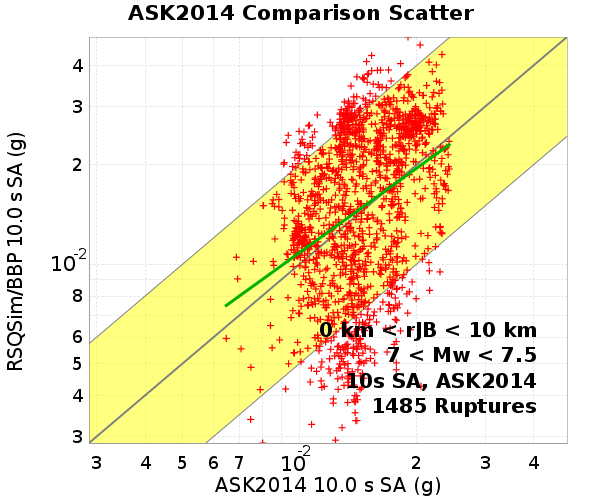 ASK2014 Comparison Scatter
RSQSim/BBP 10.0 s SA (g)
4
3
2
10-2
8
6
5
4
3
0 km < rJB < 10 km
7 < Mw < 7.5
10s SA, ASK2014
1485 Ruptures
3 4 5 6 7 10-2 2 3 4
ASK2014 10.0 s SA (g)